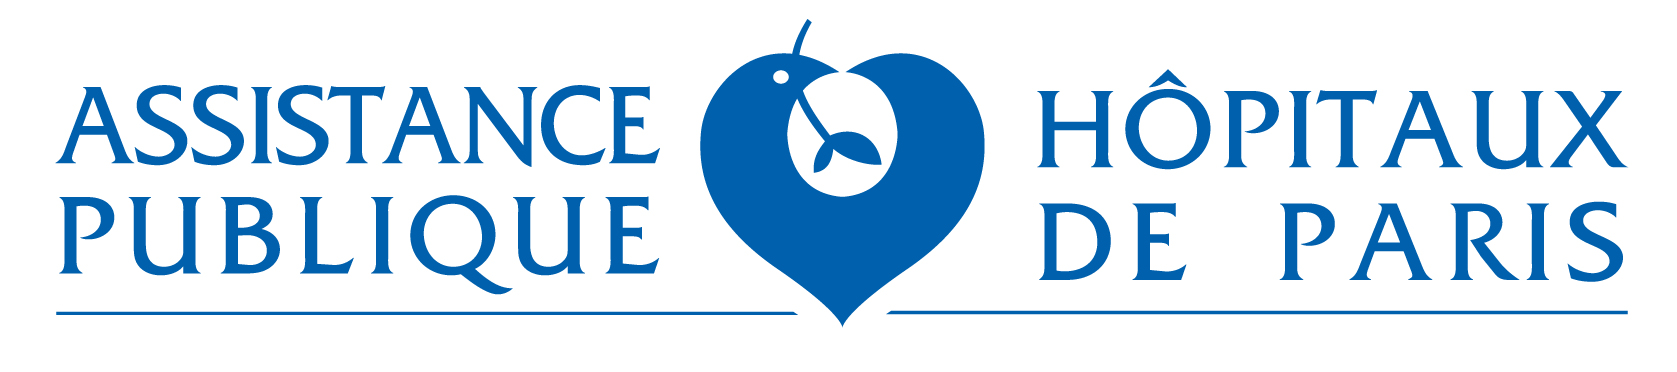 ASSISTANCE
PUBLIQUE
HÔPITAUX
DE PARIS